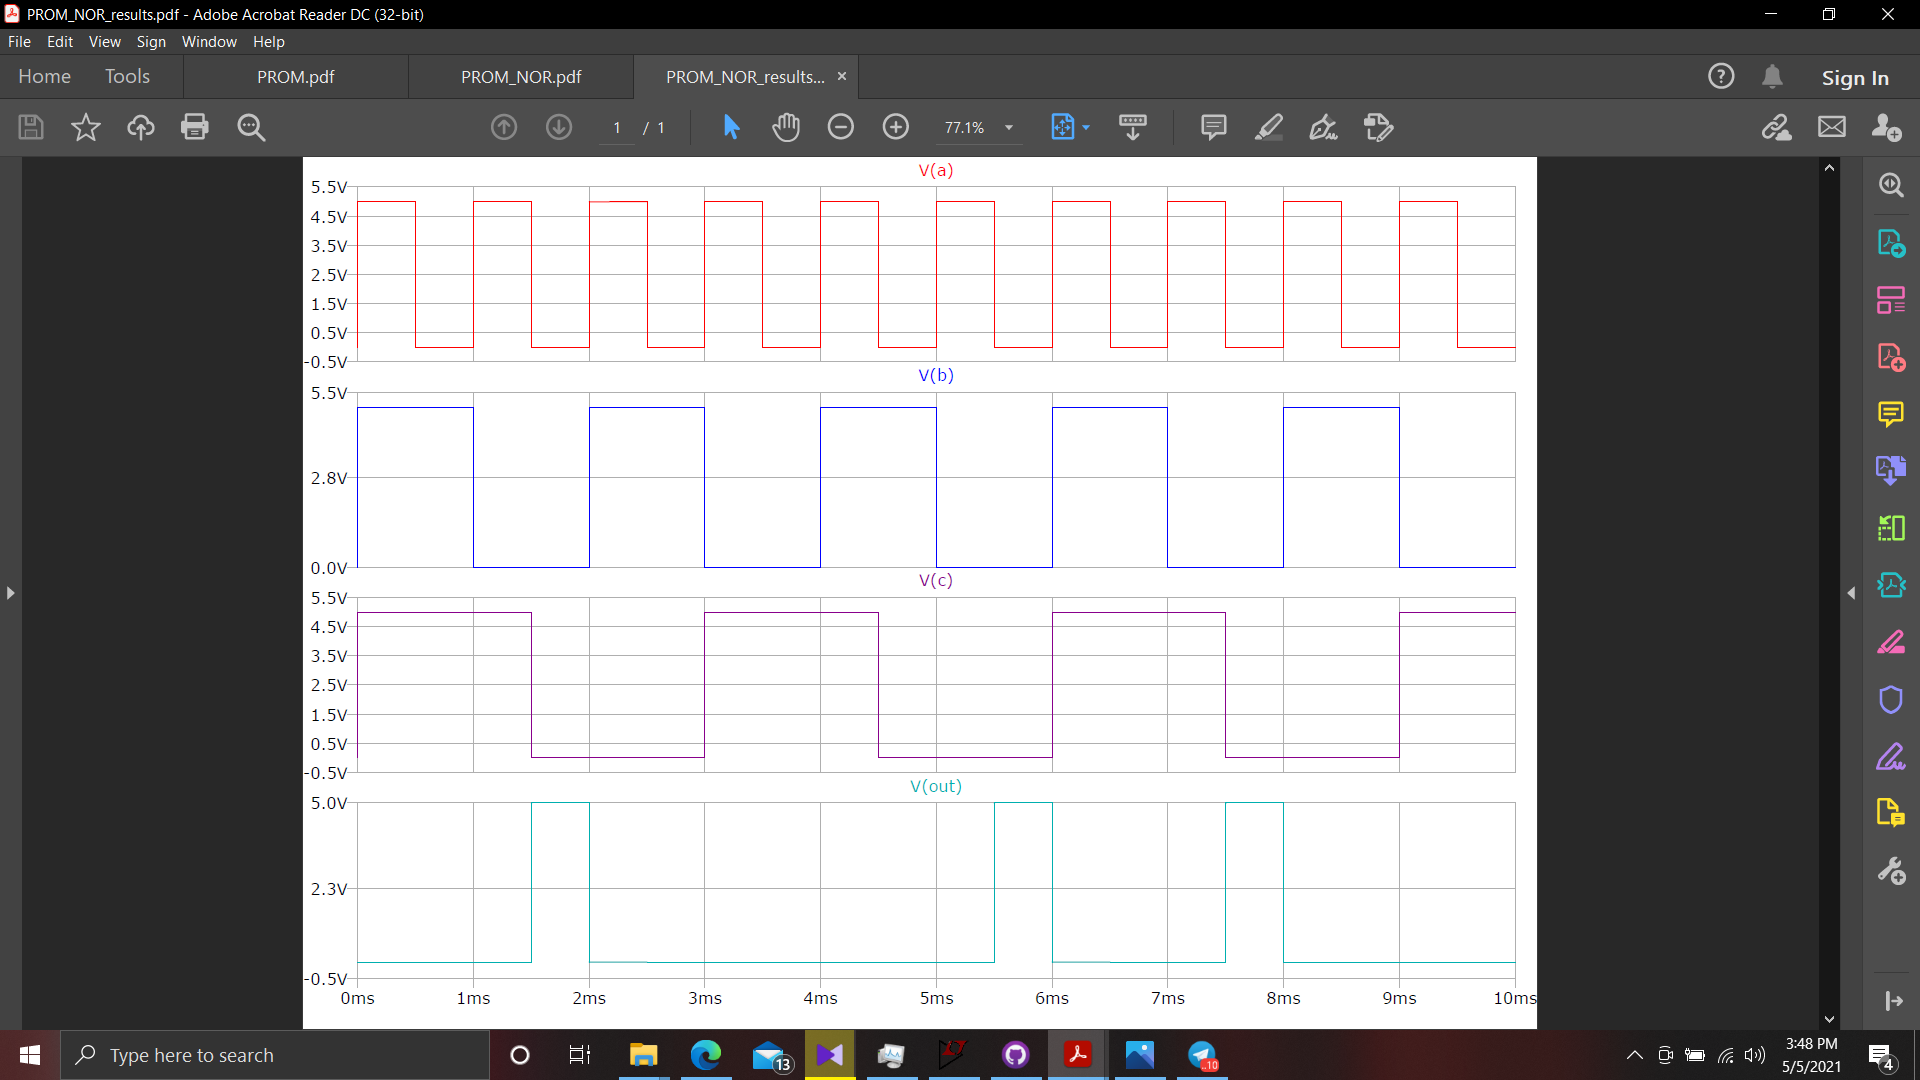 PROM_NOR_results.pdf - Adobe Acrobat Reader DC (32-bit)
File Edit View Sign Window Help
Home Tools PROM.pdf PROM_NOR.pdf PROM_NOR_results... × Sign In
1 / 1 77.1%
V(a)
5.5V
4.5V
3.5V
2.5V
1.5V
0.5V
-0.5V
V(b)
5.5V
2.8V
0.0V
V(c)
5.5V
4.5V
3.5V
2.5V
1.5V
0.5V
-0.5V
V(out)
5.0V
2.3V
-0.5V
0ms 1ms 2ms 3ms 4ms 5ms 6ms 7ms 8ms 9ms 10ms
Type here to search 13 ..10 3:48 PM
5/5/2021 4